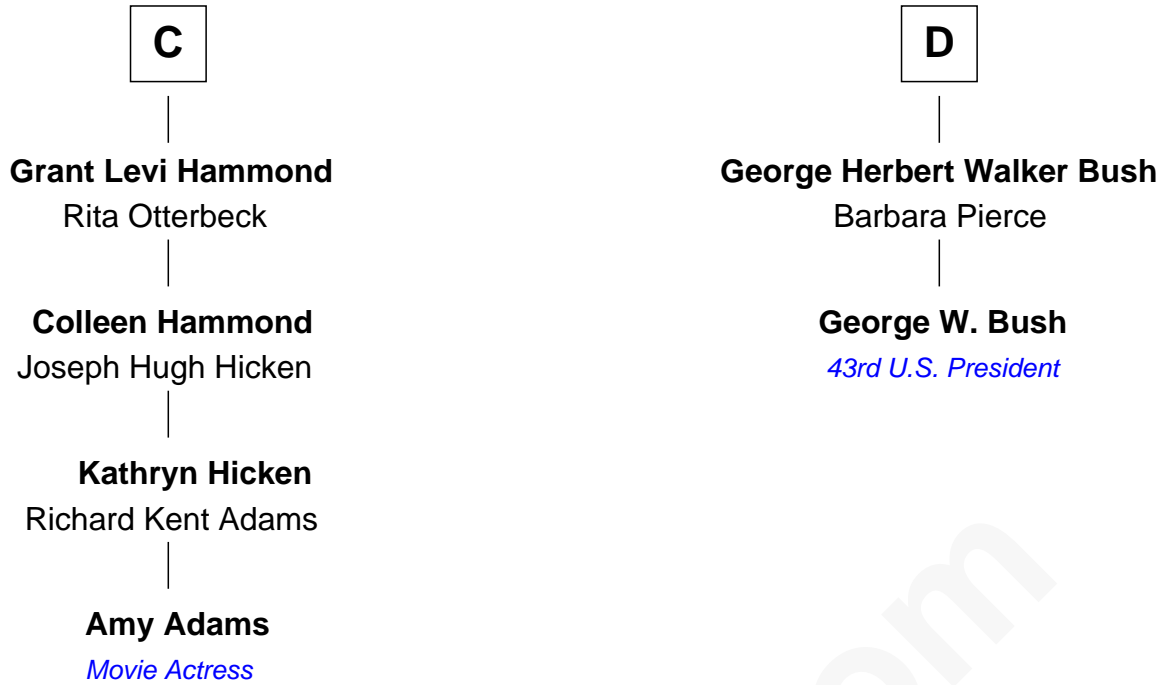 C
Grant Levi Hammond
Rita Otterbeck
Colleen Hammond
Joseph Hugh Hicken
Kathryn Hicken
Richard Kent Adams
Amy Adams
Movie Actress
D
George Herbert Walker Bush
Barbara Pierce
George W. Bush
43rd U.S. President
om